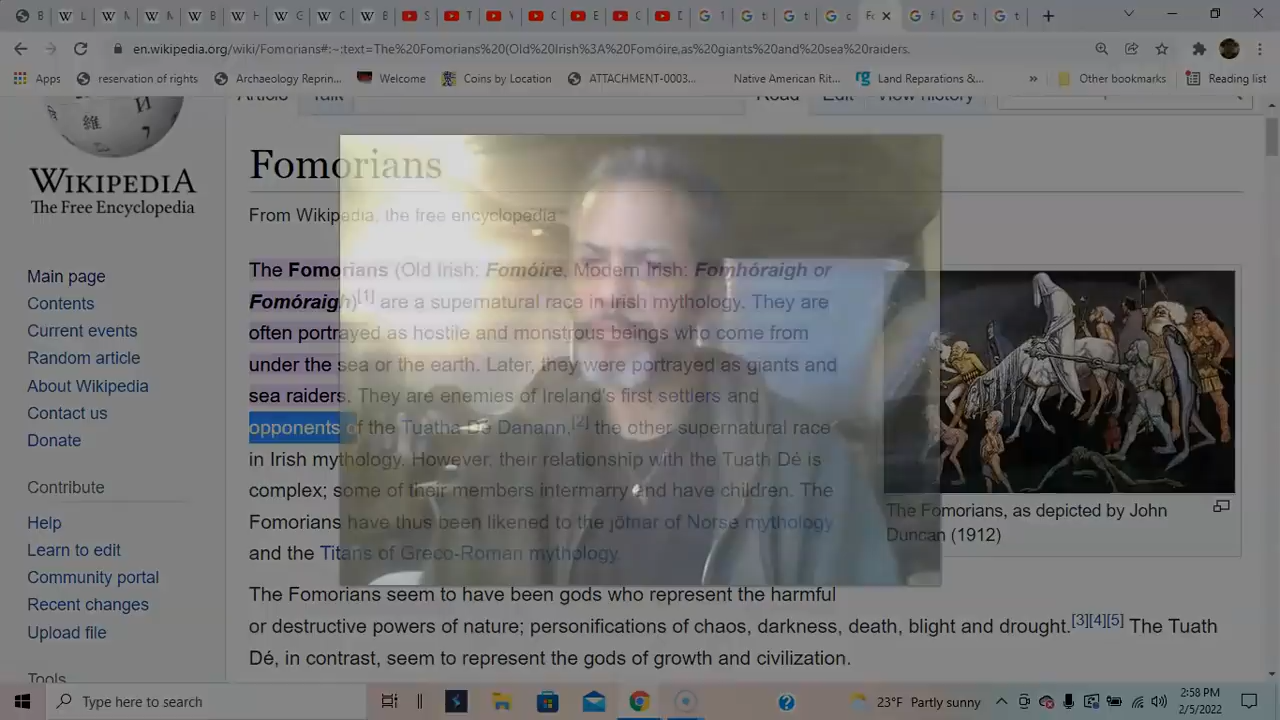 en.wikipedia.org/wiki/Fomorians#:~:text=The%20Fomorians%20(Old%20Irish%3A%20Fomóire,as%20giants%20and%20sea%20raiders.
Apps reservation of rights Archaeology Reprin... Welcome Coins by Location ATTACHMENT-0003... Native American Rit... Land Reparations &... » Other bookmarks Reading list
Article Talk Read Edit View history
WIKIPEDIA
The Free Encyclopedia
Main page
Contents
Current events
Random article
About Wikipedia
Contact us
Donate
Contribute
Help
Learn to edit
Community portal
Recent changes
Upload file
Tools
Fomorians
From Wikipedia, the free encyclopedia
The Fomorians (Old Irish: Fomóire, Modern Irish: Fomhóraigh or
Fomóraigh)[1] are a supernatural race in Irish mythology. They are
often portrayed as hostile and monstrous beings who come from
under the sea or the earth. Later, they were portrayed as giants and
sea raiders. They are enemies of Ireland's first settlers and
opponents of the Tuatha Dé Danann,[2] the other supernatural race
in Irish mythology. However, their relationship with the Tuath Dé is
complex; some of their members intermarry and have children. The
Fomorians have thus been likened to the jötnar of Norse mythology
and the Titans of Greco-Roman mythology.
The Fomorians, as depicted by John
Duncan (1912)
The Fomorians seem to have been gods who represent the harmful
or destructive powers of nature; personifications of chaos, darkness, death, blight and drought.[3][4][5] The Tuath
Dé, in contrast, seem to represent the gods of growth and civilization.
Type here to search
23°F Partly sunny
2:58 PM
2/5/2022